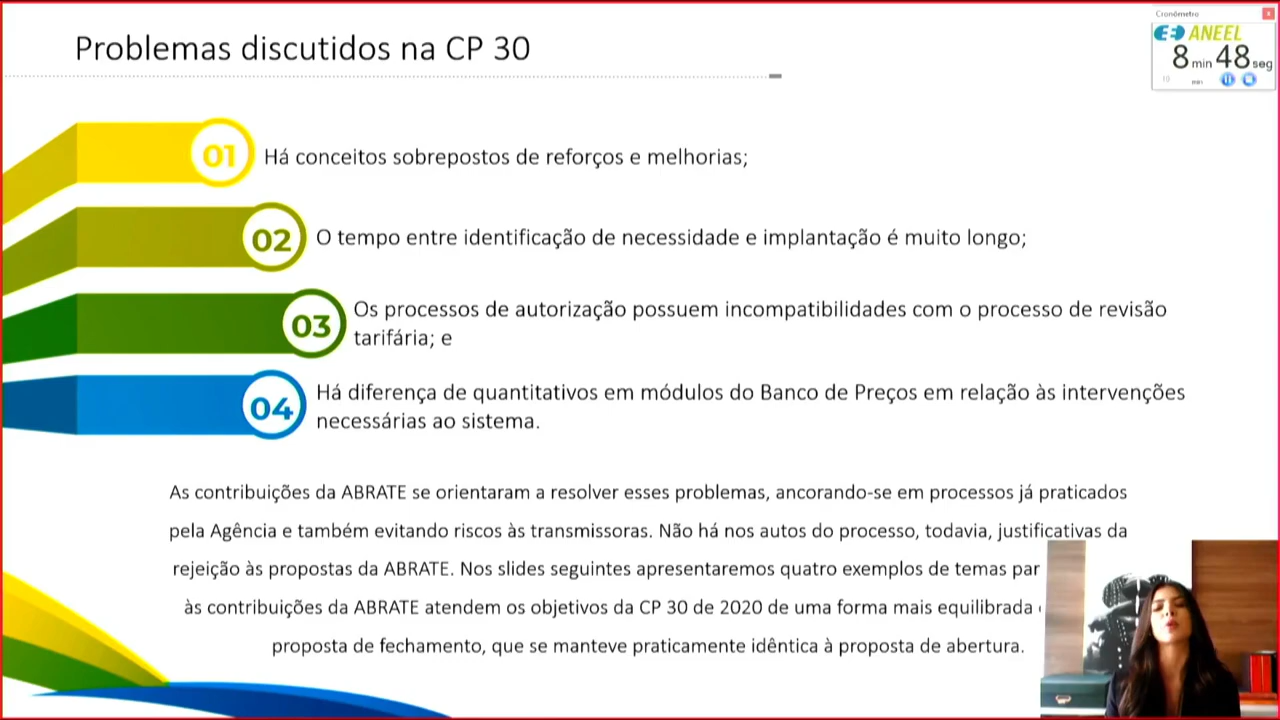 Problemas discutidos na CP 30
Cronômetro
ANEEL
8 min 48 seg
01
Há conceitos sobrepostos de reforços e melhorias;
02
O tempo entre identificação de necessidade e implantação é muito longo;
03
Os processos de autorização possuem incompatibilidades com o processo de revisão
tarifária; e
04
Há diferença de quantitativos em módulos do Banco de Preços em relação às intervenções
necessárias ao sistema.
As contribuições da ABRATE se orientaram a resolver esses problemas, ancorando-se em processos já praticados
pela Agência e também evitando riscos às transmissoras. Não há nos autos do processo, todavia, justificativas da
rejeição às propostas da ABRATE. Nos slides seguintes apresentaremos quatro exemplos de temas par
às contribuições da ABRATE atendem os objetivos da CP 30 de 2020 de uma forma mais equilibrada
proposta de fechamento, que se manteve praticamente idêntica à proposta de abertura.